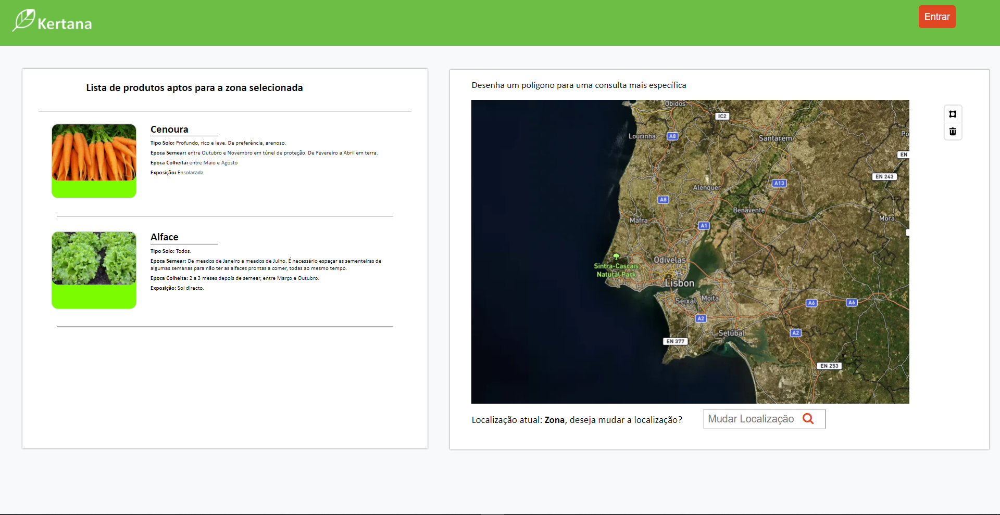 Kertana
Entrar
Lista de produtos aptos para a zona selecionada
Cenoura
Tipo Solo: Profundo, rico e leve. De preferência, arenoso.
Epoca Semear: entre Outubro e Novembro em túnel de proteção. De Fevereiro a Abril em terra.
Epoca Colheita: entre Maio e Agosto
Exposição: Ensolarada
Alface
Tipo Solo: Todos.
Epoca Semear: De meados de Janeiro a meados de Julho. É necessário espaçar as sementeiras de
algumas semanas para não ter as alfaces prontas a comer, todas ao mesmo tempo.
Epoca Colheita: 2 a 3 meses depois de semear, entre Março e Outubro.
Exposição: Sol directo.
Desenha um polígono para uma consulta mais específica
Óbidos
IC2
Lourinhã
A8
Santarém
Po
EN
EN 243
Alenquer
A13
A8
Benavente
Mafra
Mora
A1
Odivelas
Sintra-Cascais
Natural Park
Lisbon
Seixal
Moita
A6
A6
A2
Setúbal
A2
EN 377
EN 253
Localização atual: Zona, deseja mudar a localização?
Mudar Localização